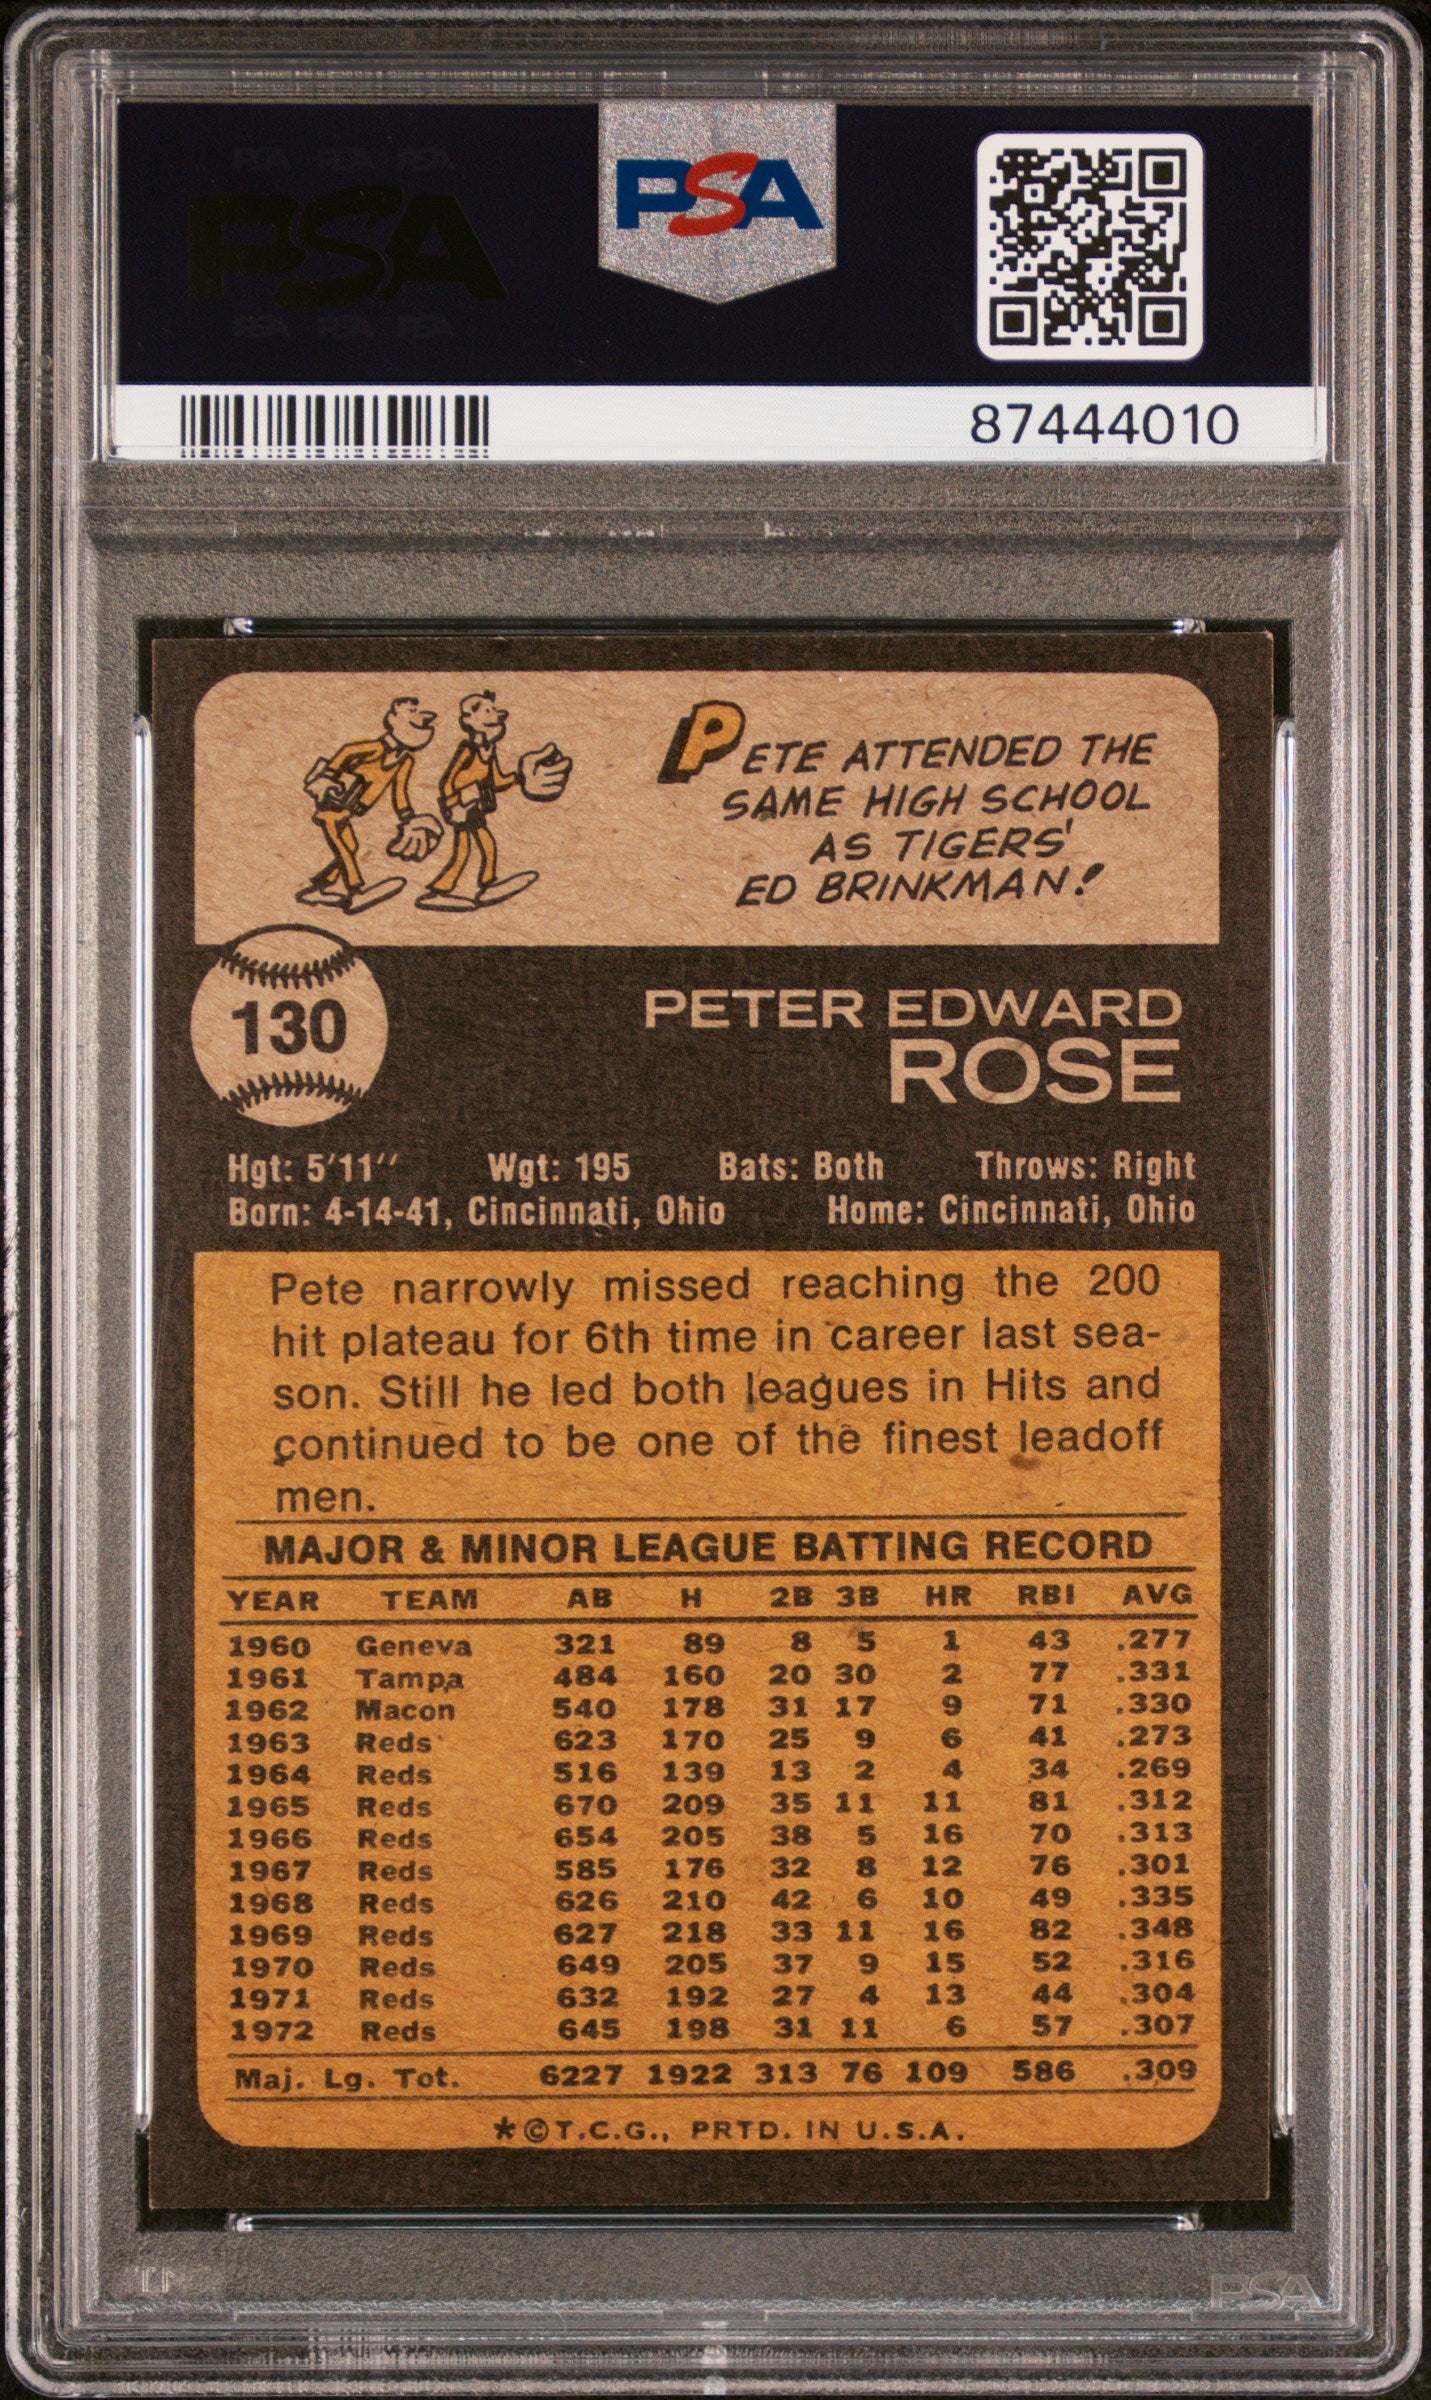 PSA PSA PSA
PSA
PSA PSA PSA
PSA
87444010
PETE ATTENDED THE
SAME HIGH SCHOOL
AS TIGERS'
ED BRINKMAN!
130
PETER EDWARD
ROSE
Hgt: 5'11'' Wgt: 195 Bats: Both Throws: Right
Born: 4-14-41, Cincinnati, Ohio Home: Cincinnati, Ohio
Pete narrowly missed reaching the 200
hit plateau for 6th time in career last sea-
son. Still he led both leagues in Hits and
continued to be one of the finest leadoff
men.
MAJOR & MINOR LEAGUE BATTING RECORD
YEAR TEAM AB H 2B 3B HR RBI AVG
1960 Geneva 321 89 8 5 1 43 .277
1961 Tampa 484 160 20 30 2 77 .331
1962 Macon 540 178 31 17 9 71 .330
1963 Reds 623 170 25 9 6 41 .273
1964 Reds 516 139 13 2 4 34 .269
1965 Reds 670 209 35 11 11 81 .312
1966 Reds 654 205 38 5 16 70 .313
1967 Reds 585 176 32 8 12 76 .301
1968 Reds 626 210 42 6 10 49 .335
1969 Reds 627 218 33 11 16 82 .348
1970 Reds 649 205 37 9 15 52 .316
1971 Reds 632 192 27 4 13 44 .304
1972 Reds 645 198 31 11 6 57 .307
Maj. Lg. Tot. 6227 1922 313 76 109 586 .309
*©T.C.G., PRTD. IN U.S.A.
PSA